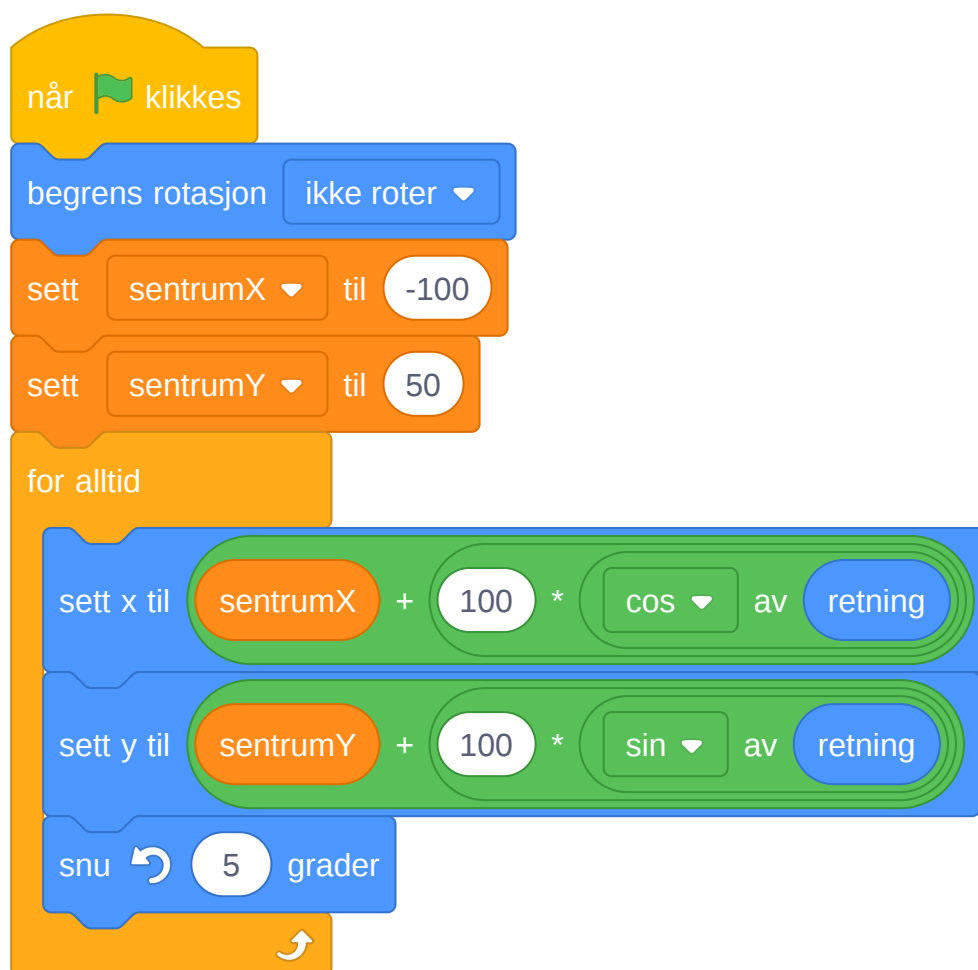 når klikkes
begrens rotasjon ikke roter
sett sentrumX til -100
sett sentrumY til 50
for alltid
sett x til sentrumX + 100 * cos av retning
sett y til sentrumY + 100 * sin av retning
snu 5 grader